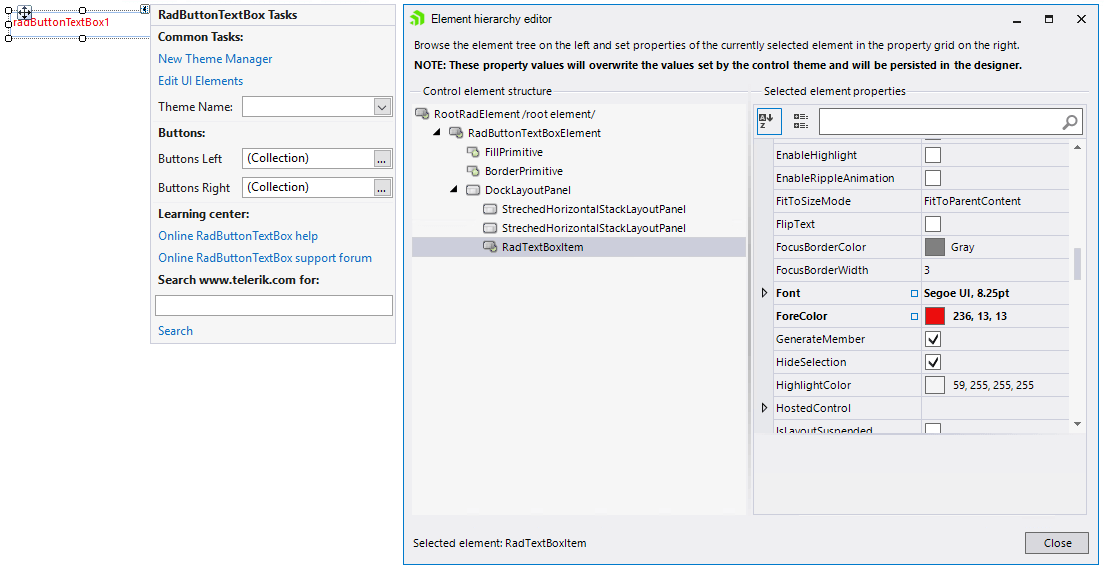 radButtonTextBox1
RadButtonTextBox Tasks
Common Tasks:
New Theme Manager
Edit UI Elements
Theme Name:
Buttons:
Buttons Left (Collection) ...
Buttons Right (Collection) ...
Learning center:
Online RadButtonTextBox help
Online RadButtonTextBox support forum
Search www.telerik.com for:
Search
Element hierarchy editor
Browse the element tree on the left and set properties of the currently selected element in the property grid on the right.
NOTE: These property values will overwrite the values set by the control theme and will be persisted in the designer.
Control element structure
RootRadElement /root element/
RadButtonTextBoxElement
FillPrimitive
BorderPrimitive
DockLayoutPanel
StrechedHorizontalStackLayoutPanel
StrechedHorizontalStackLayoutPanel
RadTextBoxItem
Selected element properties
A
Z
EnableHighlight
EnableRippleAnimation
FitToSizeMode FitToParentContent
FlipText
FocusBorderColor Gray
FocusBorderWidth 3
Font Segoe UI, 8.25pt
ForeColor 236, 13, 13
GenerateMember
HideSelection
HighlightColor 59, 255, 255, 255
HostedControl
IsLayoutSuspended
Selected element: RadTextBoxItem
Close